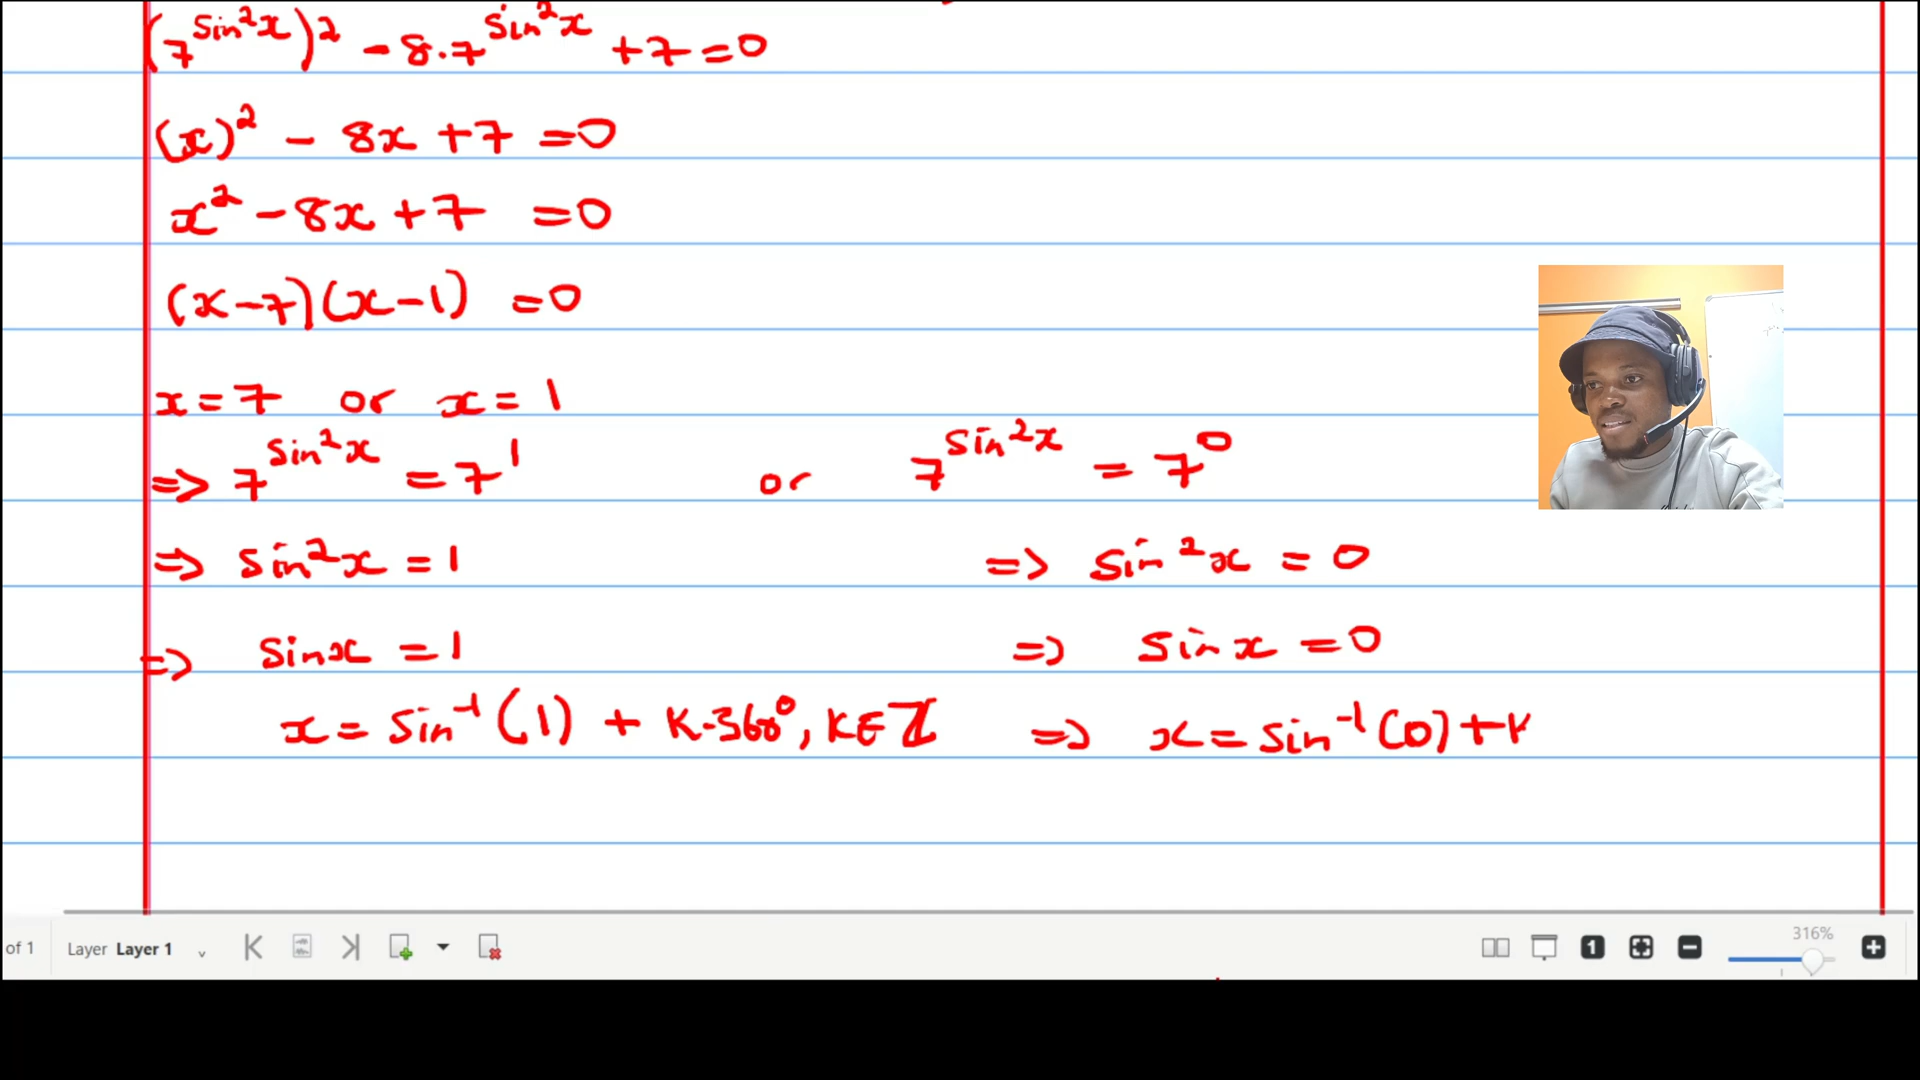 (7^{sin²x})² - 8·7^{sin²x} + 7 = 0
(x)² - 8x + 7 = 0
x² - 8x + 7 = 0
(x-7)(x-1) = 0
x = 7 or x = 1
=> 7^{sin²x} = 7¹ or 7^{sin²x} = 7⁰
=> sin²x = 1 => sin²x = 0
=> sinx = 1 => sinx = 0
x = sin⁻¹(1) + K·360°, K∈ℤ => x = sin⁻¹(0) + K
of 1 Layer Layer 1 1 316%